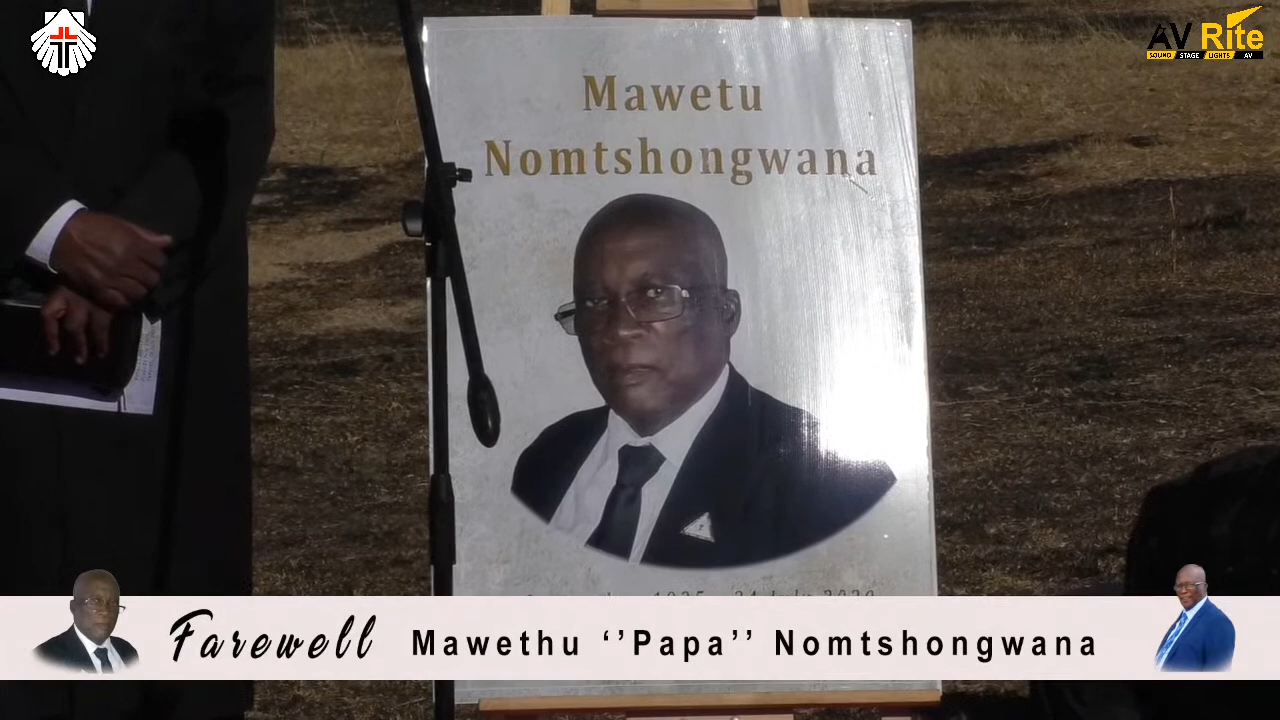 AV Rite
SOUND STAGE LIGHTS AV
Mawetu
Nomtshongwana
Farewell Mawethu ‘’Papa’’ Nomtshongwana